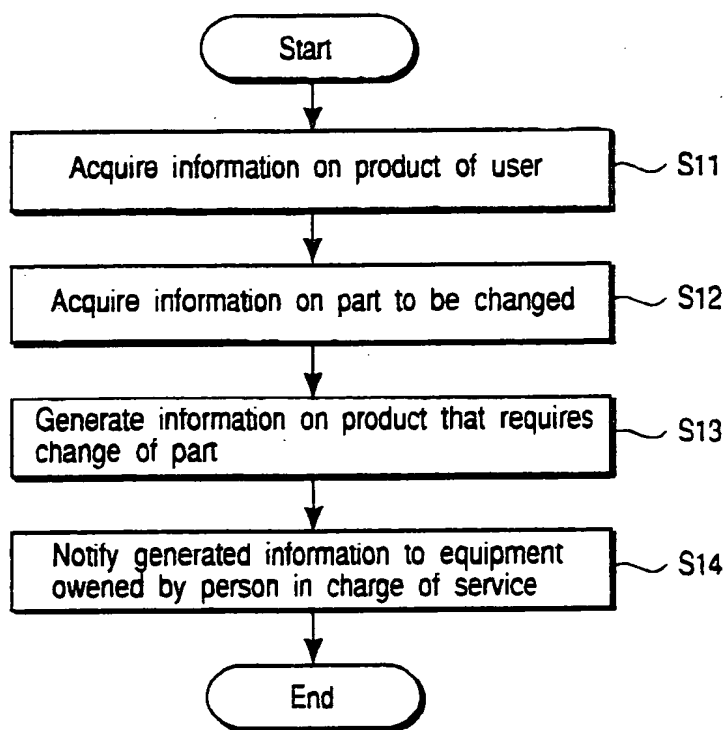 Start
Acquire information on product of user
S11
Acquire information on part to be changed
S12
Generate information on product that requires
change of part
S13
Notify generated information to equipment
owened by person in charge of service
S14
End